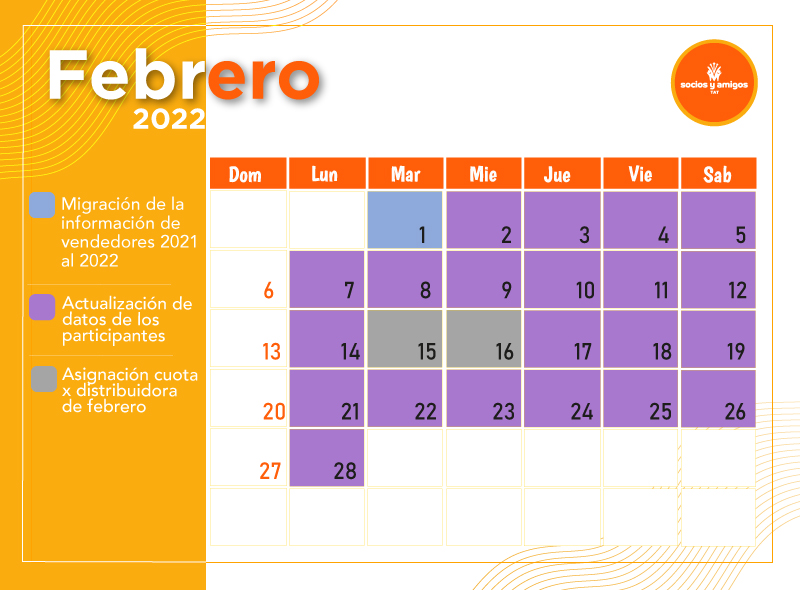 Febrero
2022
socios y amigos
TAT
Dom Lun Mar Mie Jue Vie Sab
Migración de la
información de
vendedores 2021
al 2022
Actualización de
datos de los
participantes
Asignación cuota
x distribuidora
de febrero
1 2 3 4 5
6 7 8 9 10 11 12
13 14 15 16 17 18 19
20 21 22 23 24 25 26
27 28